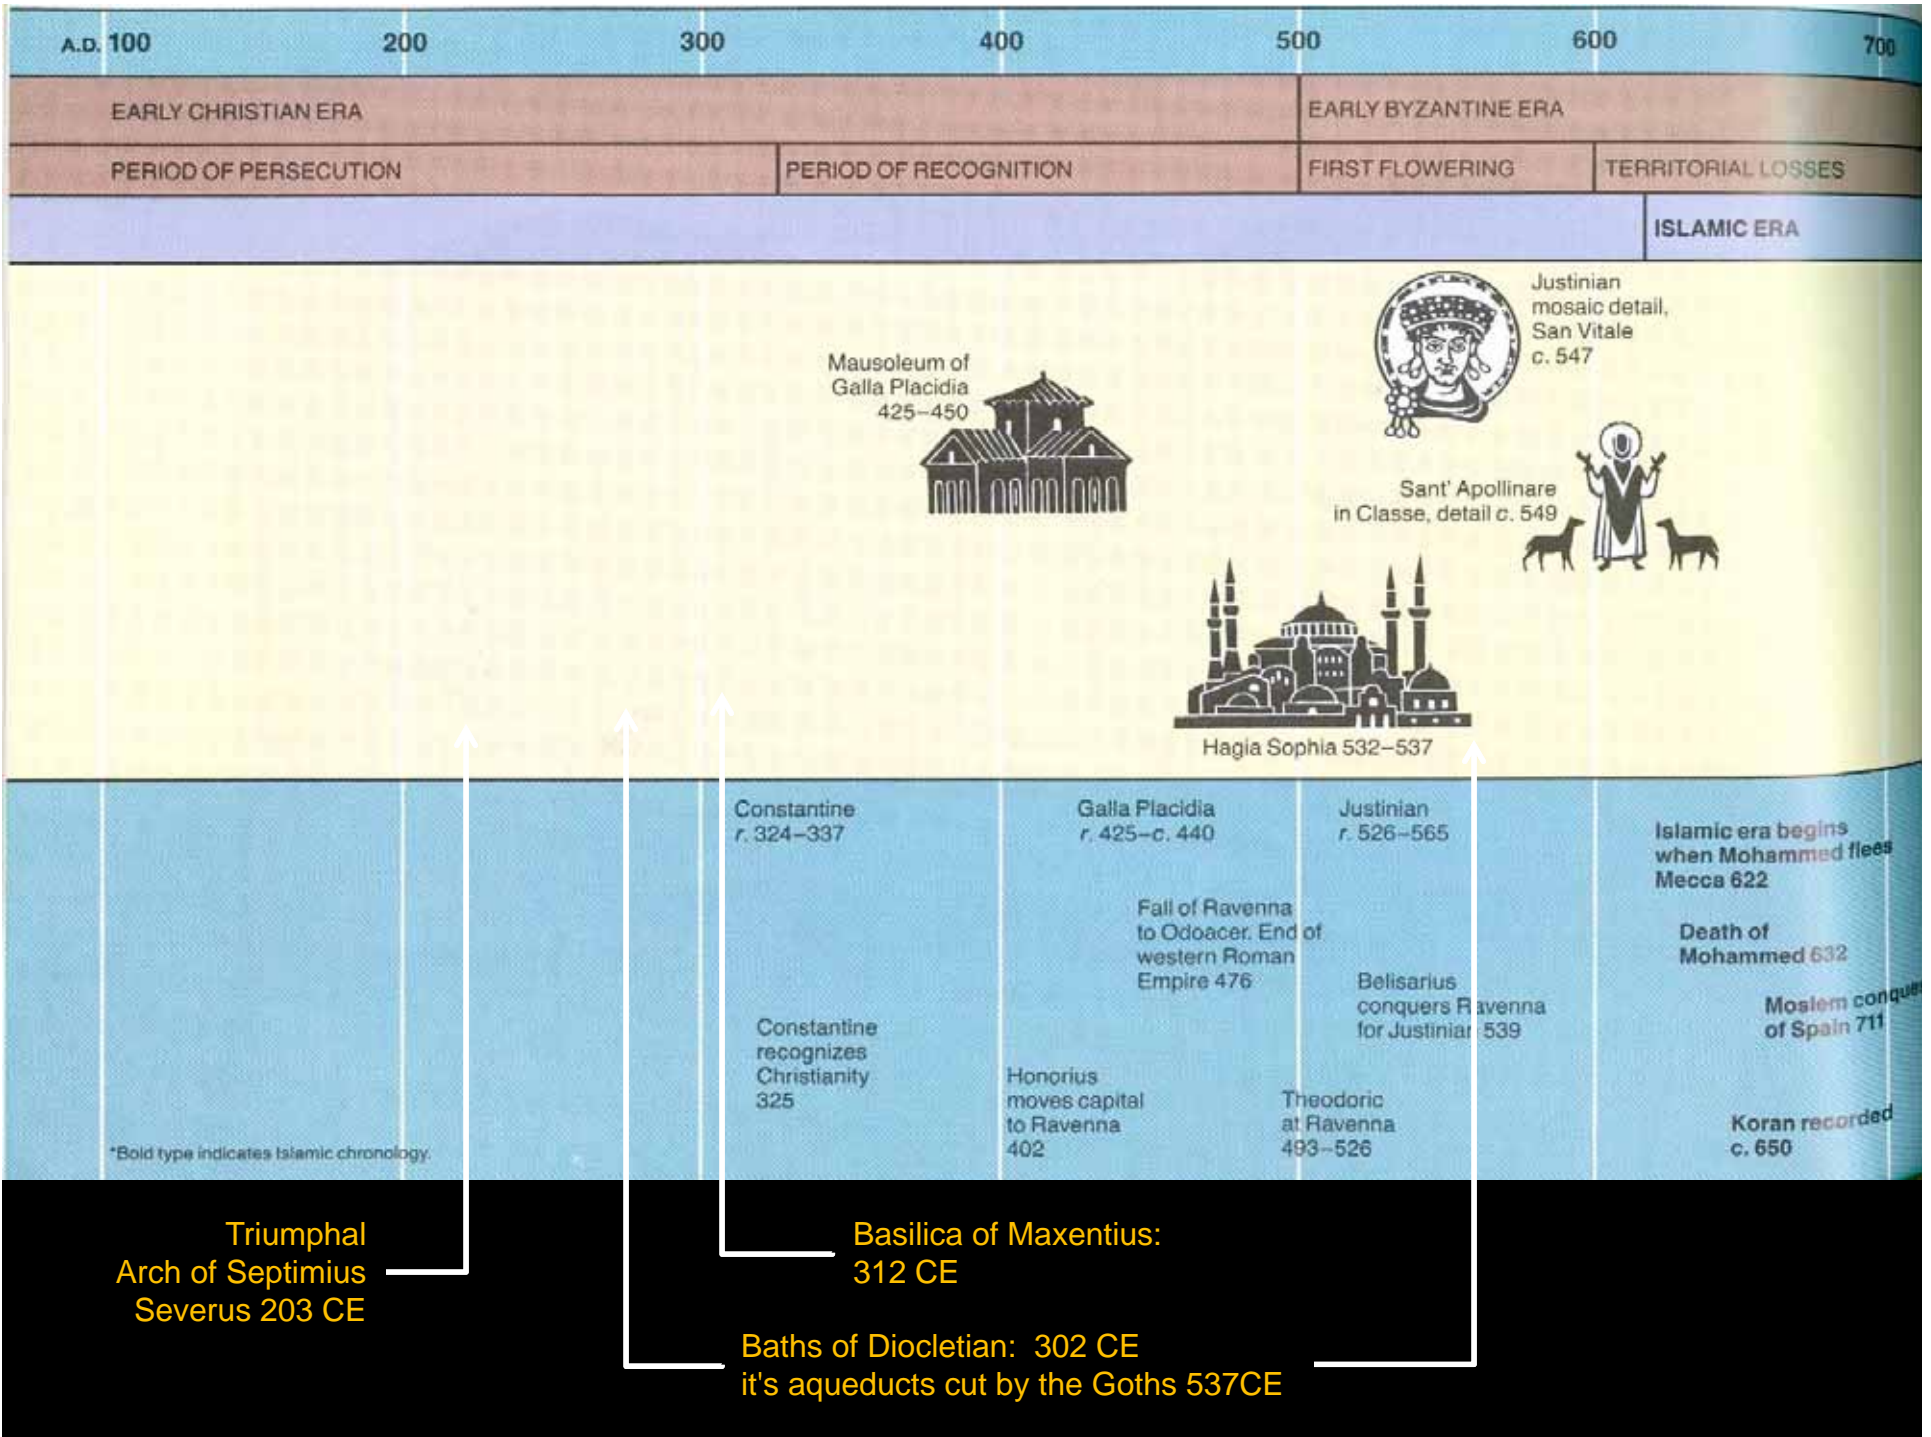 A.D. 100 200 300 400 500 600 700
EARLY CHRISTIAN ERA
EARLY BYZANTINE ERA
PERIOD OF PERSECUTION
PERIOD OF RECOGNITION
FIRST FLOWERING
TERRITORIAL LOSSES
ISLAMIC ERA
Justinian
mosaic detail,
San Vitale
c. 547
Mausoleum of
Galla Placidia
425–450
Sant' Apollinare
in Classe, detail c. 549
Hagia Sophia 532–537
Constantine
r. 324–337
Galla Placidia
r. 425–c. 440
Justinian
r. 526–565
Islamic era begins
when Mohammed flees
Mecca 622
Fall of Ravenna
to Odoacer. End of
western Roman
Empire 476
Death of
Mohammed 632
Belisarius
conquers Ravenna
for Justinian 539
Moslem
of Spain 711
Constantine
recognizes
Christianity
325
Honorius
moves capital
to Ravenna
402
Theodoric
at Ravenna
493–526
Koran recorded
c. 650
*Bold type indicates Islamic chronology.
Triumphal
Arch of Septimius
Severus 203 CE
Basilica of Maxentius:
312 CE
Baths of Diocletian: 302 CE
it's aqueducts cut by the Goths 537CE